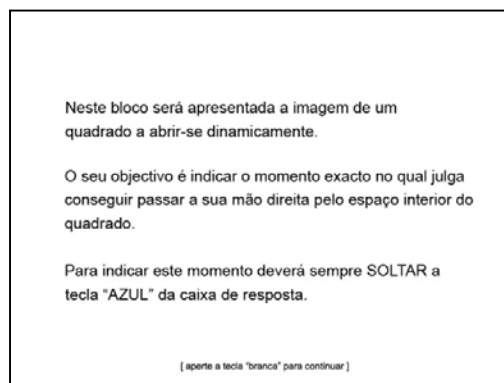 Neste bloco será apresentada a imagem de um
quadrado a abrir-se dinamicamente.
O seu objectivo é indicar o momento exacto no qual julga
conseguir passar a sua mão direita pelo espaço interior do
quadrado.
Para indicar este momento deverá sempre SOLTAR a
tecla “AZUL” da caixa de resposta.
[ aperte a tecla “branca” para continuar ]